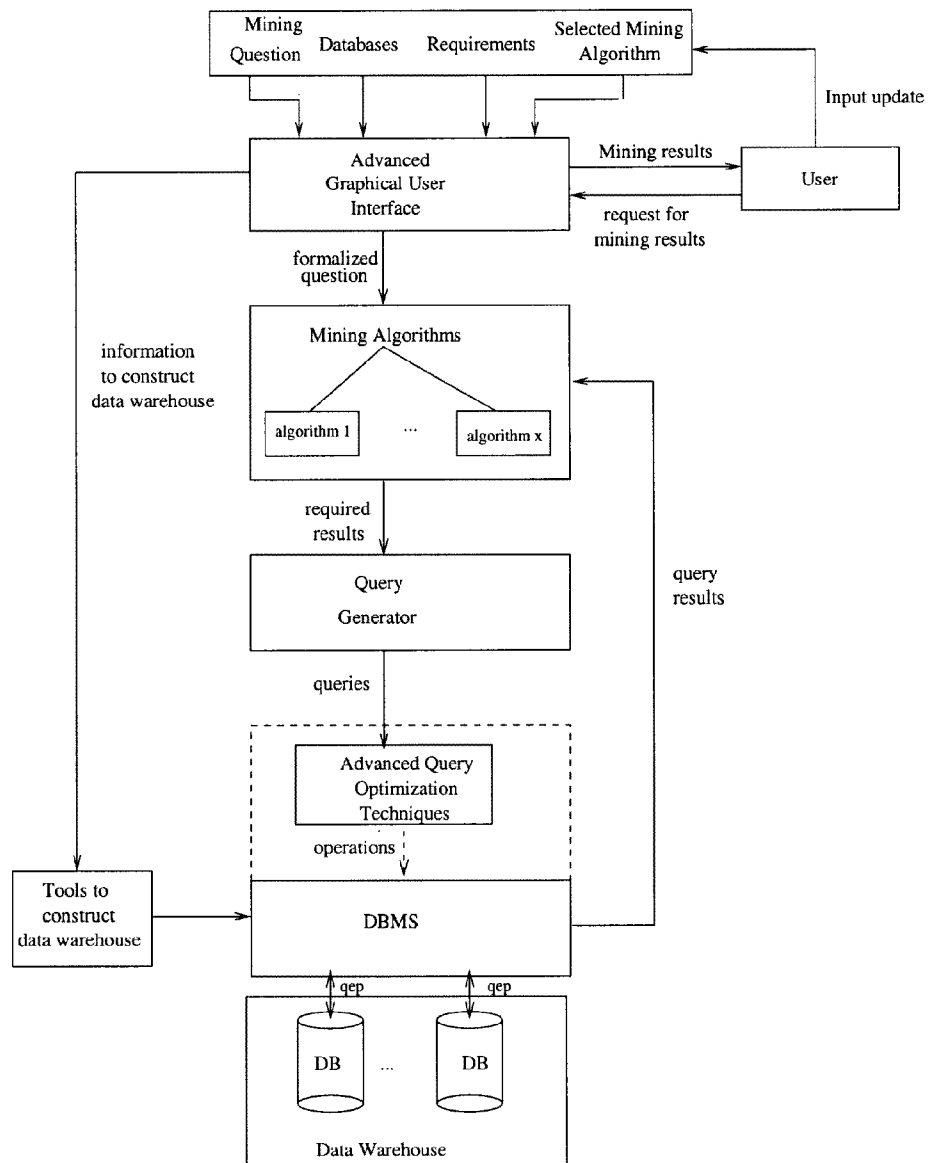 Mining
Question
Databases
Requirements
Selected Mining
Algorithm
Input update
Advanced
Graphical User
Interface
Mining results
User
request for
mining results
formalized
question
Mining Algorithms
algorithm 1
...
algorithm x
information
to construct
data warehouse
required
results
Query
Generator
query
results
queries
Advanced Query
Optimization
Techniques
operations
Tools to
construct
data warehouse
DBMS
qep
qep
DB
...
DB
Data Warehouse